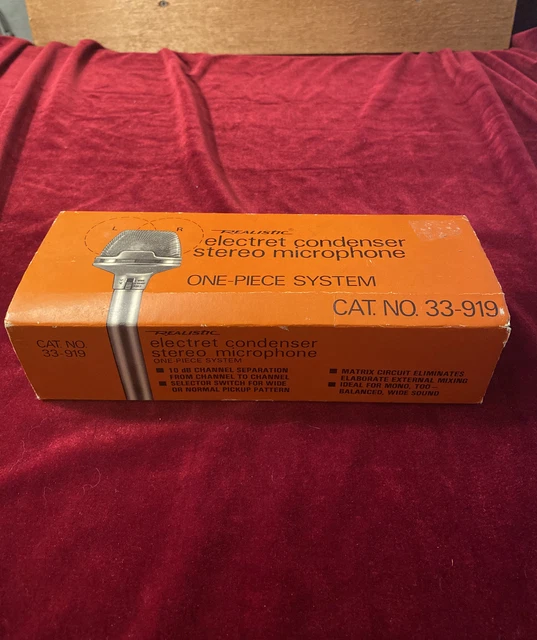 L R
REALISTIC
electret condenser
stereo microphone
ONE-PIECE SYSTEM
CAT. NO. 33-919
CAT. NO.
33-919
REALISTIC
electret condenser
stereo microphone
ONE-PIECE SYSTEM
■ 10 dB CHANNEL SEPARATION
FROM CHANNEL TO CHANNEL
■ SELECTOR SWITCH FOR WIDE
OR NORMAL PICKUP PATTERN
■ MATRIX CIRCUIT ELIMINATES
ELABORATE EXTERNAL MIXING
■ IDEAL FOR MONO, TOO –
BALANCED, WIDE SOUND